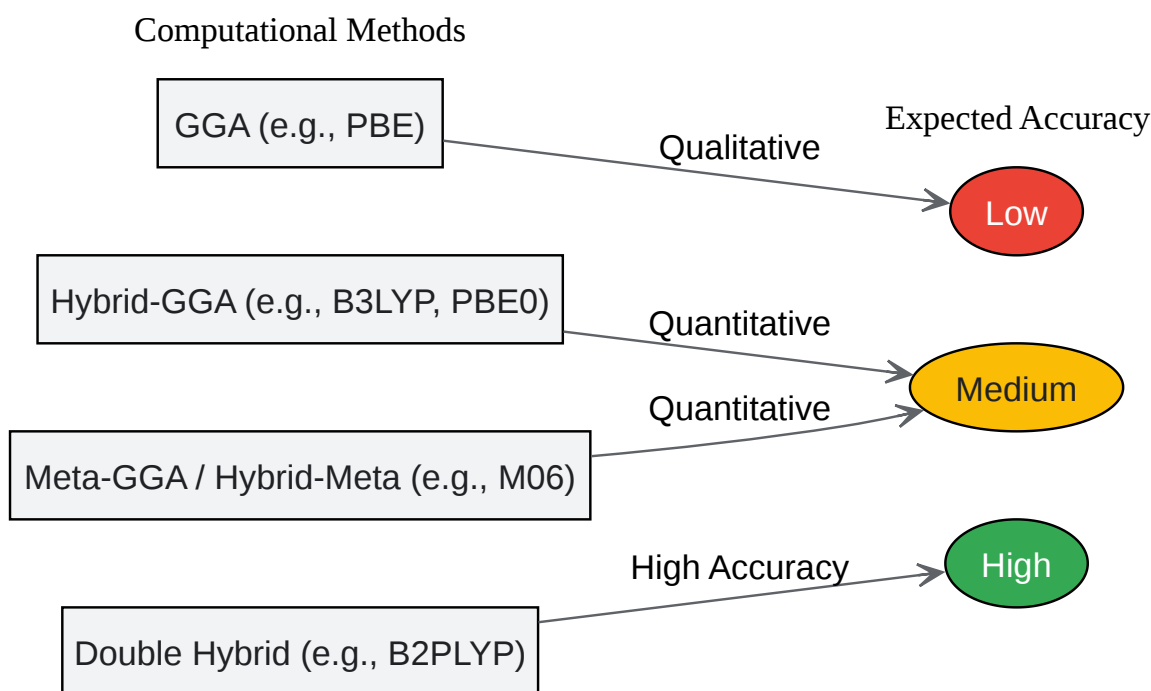 Computational Methods
GGA (e.g., PBE)
Expected Accuracy
Qualitative
Low
Hybrid-GGA (e.g., B3LYP, PBE0)
Quantitative
Medium
Quantitative
Meta-GGA / Hybrid-Meta (e.g., M06)
High Accuracy
High
Double Hybrid (e.g., B2PLYP)